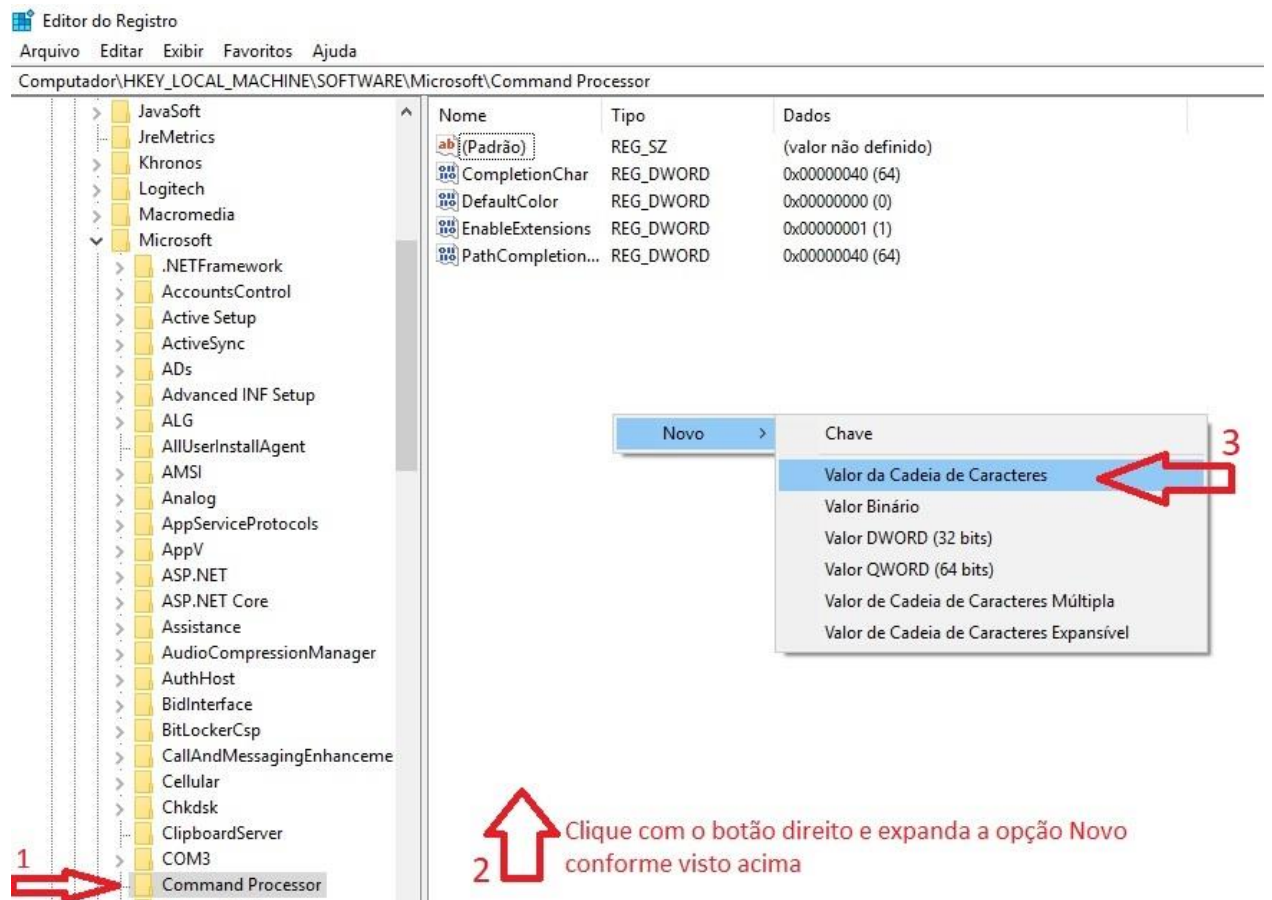 Editor do Registro
Arquivo Editar Exibir Favoritos Ajuda
Computador\HKEY_LOCAL_MACHINE\SOFTWARE\Microsoft\Command Processor
JavaSoft
JreMetrics
Khronos
Logitech
Macromedia
Microsoft
.NETFramework
AccountsControl
Active Setup
ActiveSync
ADs
Advanced INF Setup
ALG
AllUserInstallAgent
AMSI
Analog
AppServiceProtocols
AppV
ASP.NET
ASP.NET Core
Assistance
AudioCompressionManager
AuthHost
BidInterface
BitLockerCsp
CallAndMessagingEnhanceme
Cellular
Chkdsk
ClipboardServer
COM3
1
Command Processor
Nome Tipo Dados
(Padrão) REG_SZ (valor não definido)
CompletionChar REG_DWORD 0x00000040 (64)
DefaultColor REG_DWORD 0x00000000 (0)
EnableExtensions REG_DWORD 0x00000001 (1)
PathCompletion... REG_DWORD 0x00000040 (64)
Novo
Chave
3
Valor da Cadeia de Caracteres
Valor Binário
Valor DWORD (32 bits)
Valor QWORD (64 bits)
Valor de Cadeia de Caracteres Múltipla
Valor de Cadeia de Caracteres Expansível
2
Clique com o botão direito e expanda a opção Novo
conforme visto acima